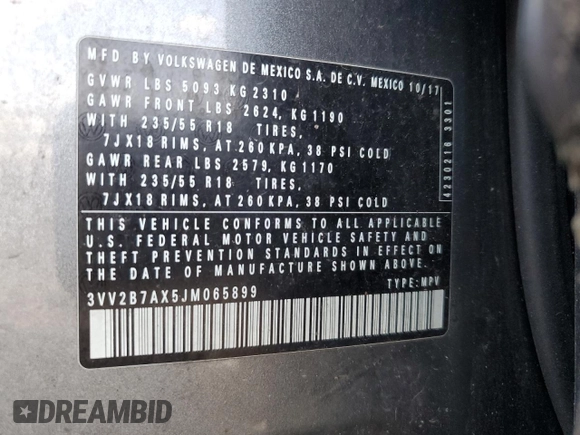 MFD BY VOLKSWAGEN DE MEXICO S.A. DE C.V. MEXICO 10/17
GVWR LBS 5093 KG 2310
GAWR FRONT LBS 2624, KG 1190
WITH 235/55 R18 TIRES,
7JX18 RIMS, AT 260 KPA, 38 PSI COLD
GAWR REAR LBS 2579, KG 1170
WITH 235/55 R18 TIRES,
7JX18 RIMS, AT 260 KPA, 38 PSI COLD
4230216 3301
THIS VEHICLE CONFORMS TO ALL APPLICABLE
U.S. FEDERAL MOTOR VEHICLE SAFETY AND
THEFT PREVENTION STANDARDS IN EFFECT ON
THE DATE OF MANUFACTURE SHOWN ABOVE
3VV2B7AX5JM065899 TYPE: MPV
DREAMBID